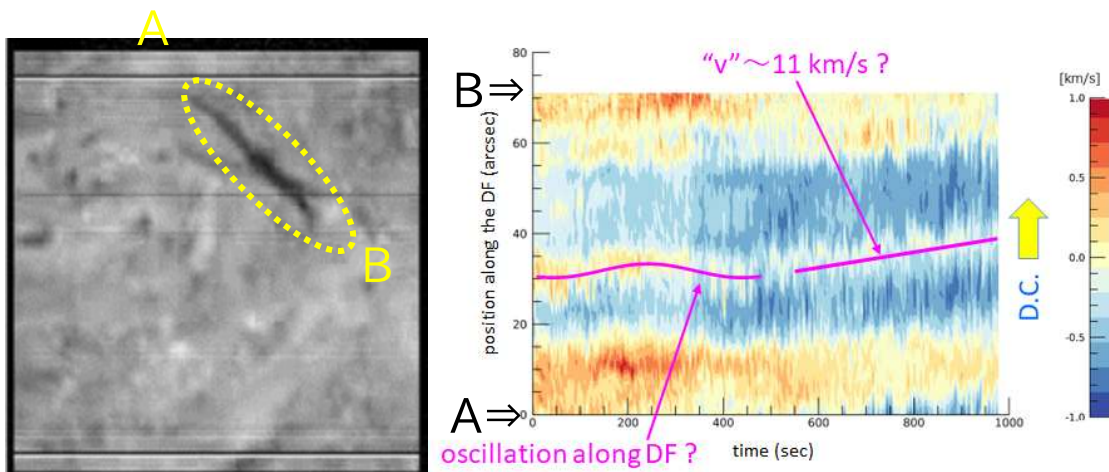 A
B
"v"～11 km/s ?
B⇒
A⇒
position along the DF (arcsec)
80
60
40
20
0
0
200
400
600
800
1000
time (sec)
oscillation along DF ?
D.C.
[km/s]
1.0
0.5
0.0
-0.5
-1.0